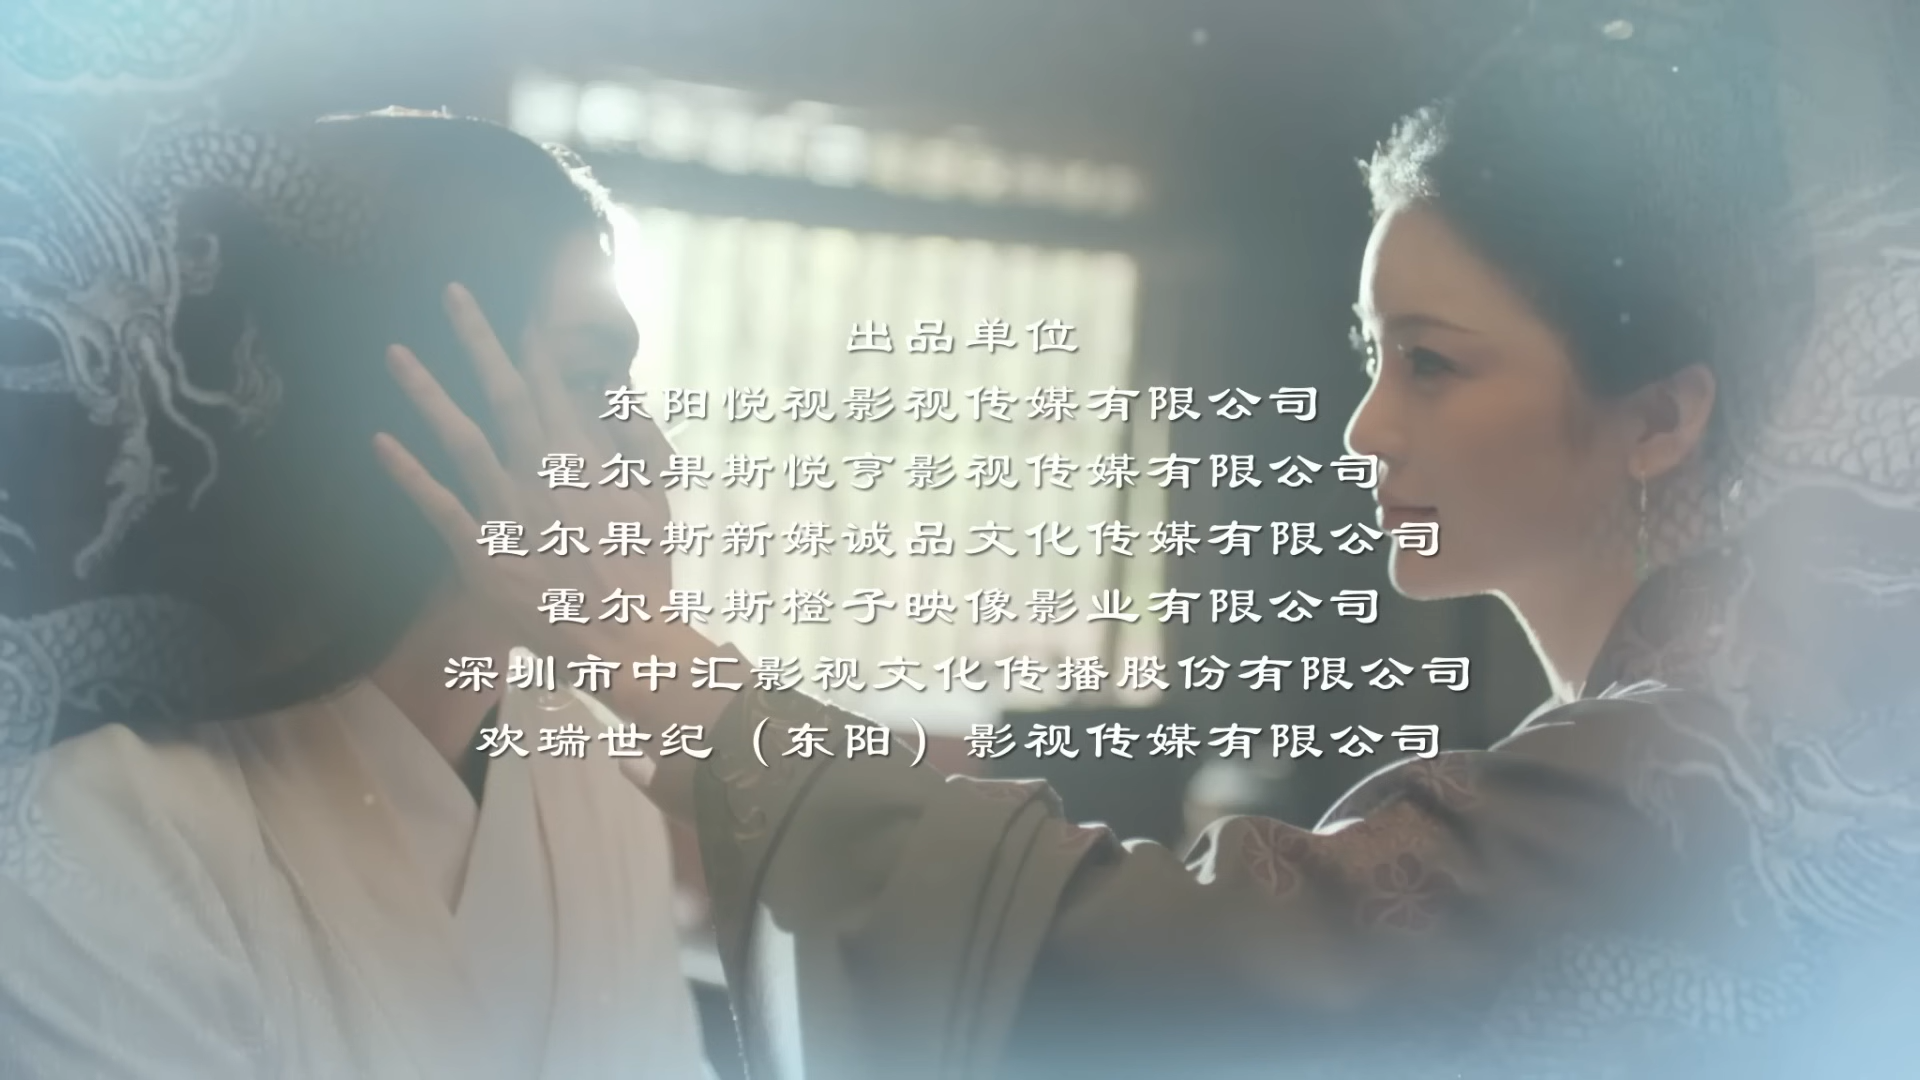 出品单位
东阳悦视影视传媒有限公司
霍尔果斯悦亨影视传媒有限公司
霍尔果斯新媒诚品文化传媒有限公司
霍尔果斯橙子映像影业有限公司
深圳市中汇影视文化传播股份有限公司
欢瑞世纪（东阳）影视传媒有限公司